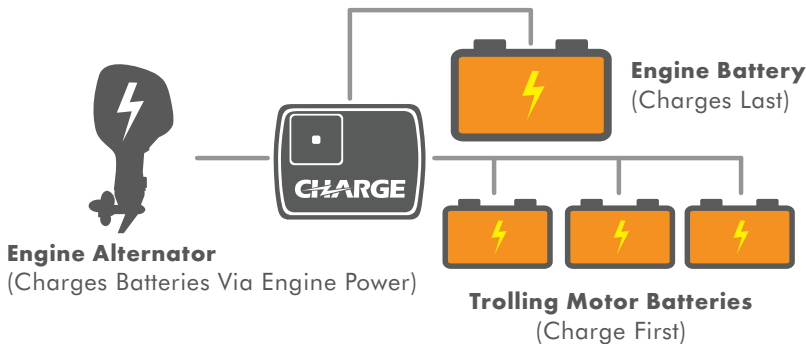 Engine Battery
(Charges Last)
CHARGE
Engine Alternator
(Charges Batteries Via Engine Power)
Trolling Motor Batteries
(Charge First)